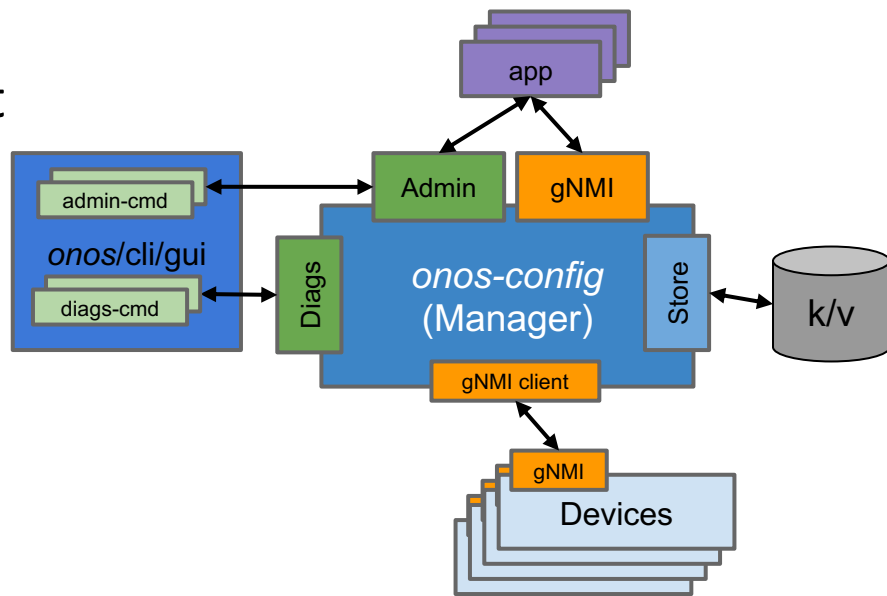 app
t
Admin
gNMI
admin-cmd
onos/cli/gui
diags-cmd
Diags
onos-config
(Manager)
Store
k/v
gNMI client
gNMI
Devices